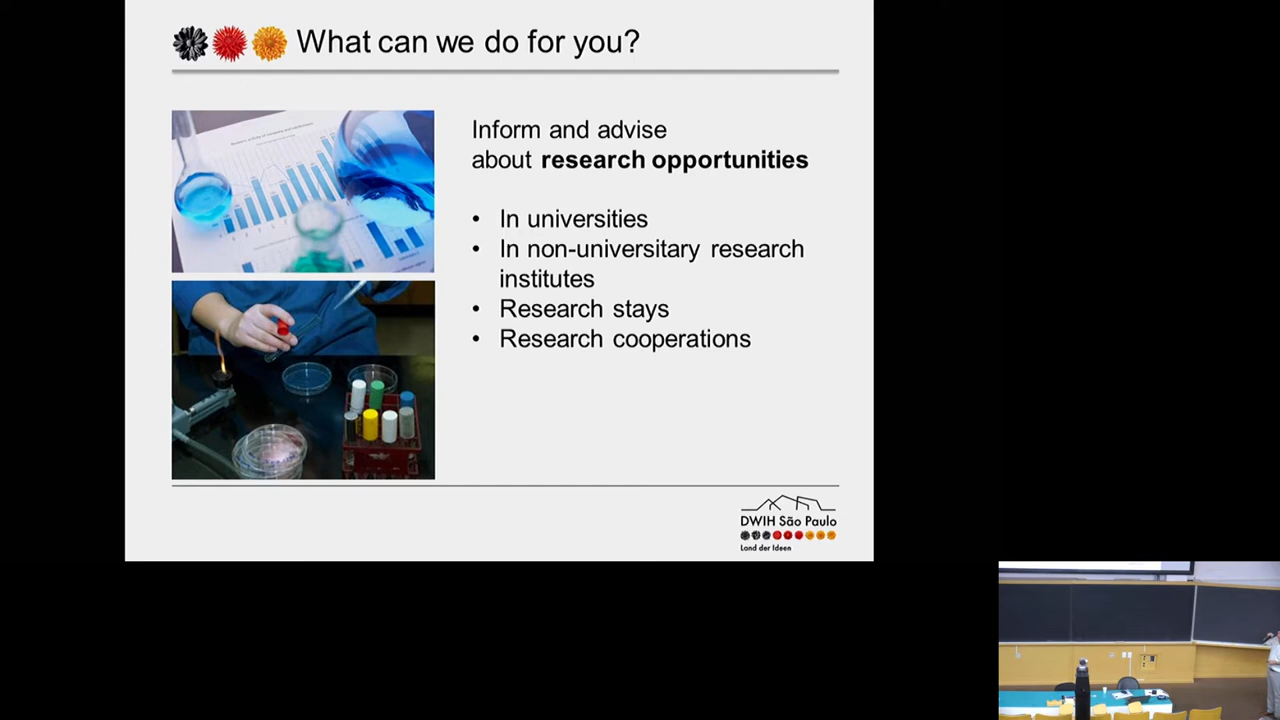 What can we do for you?
Inform and advise
about research opportunities
• In universities
• In non-universitary research
institutes
• Research stays
• Research cooperations
DWIH São Paulo
Land der Ideen